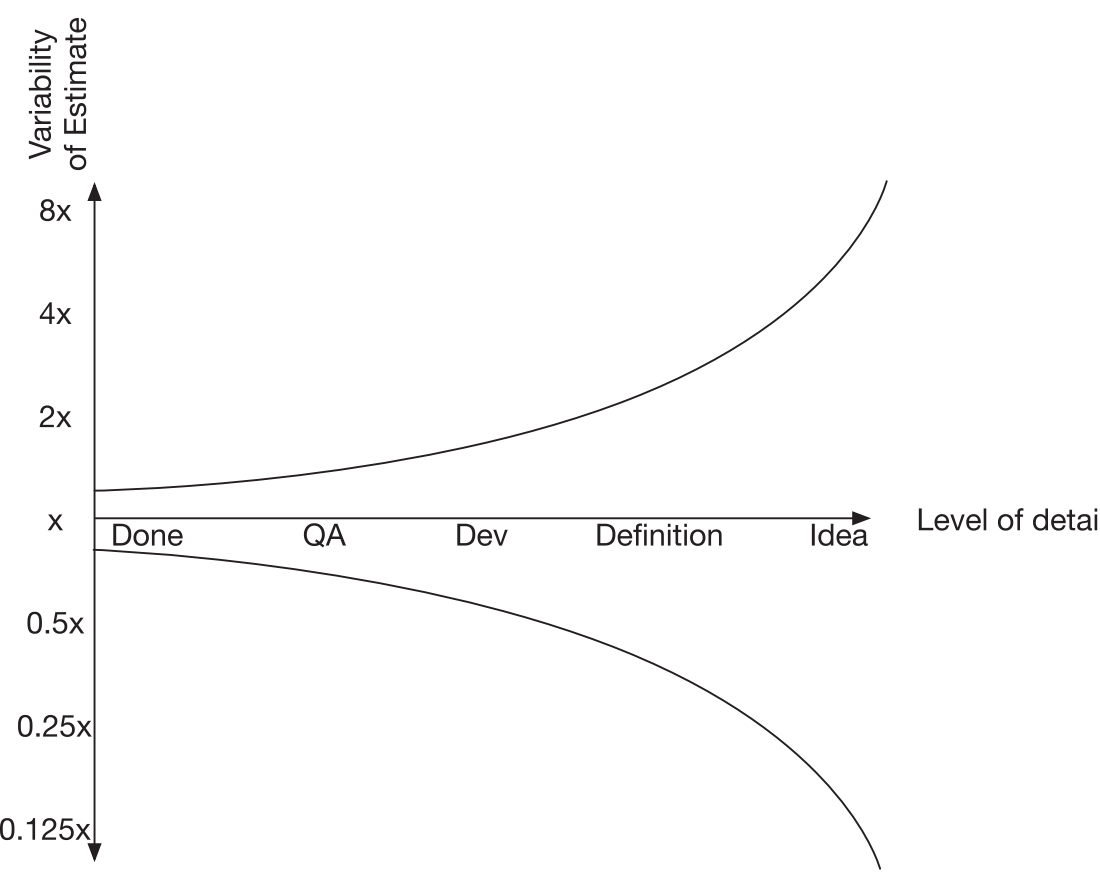 Variability
of Estimate
8x
4x
2x
x
Done QA Dev Definition Idea
Level of detai
0.5x
0.25x
0.125x